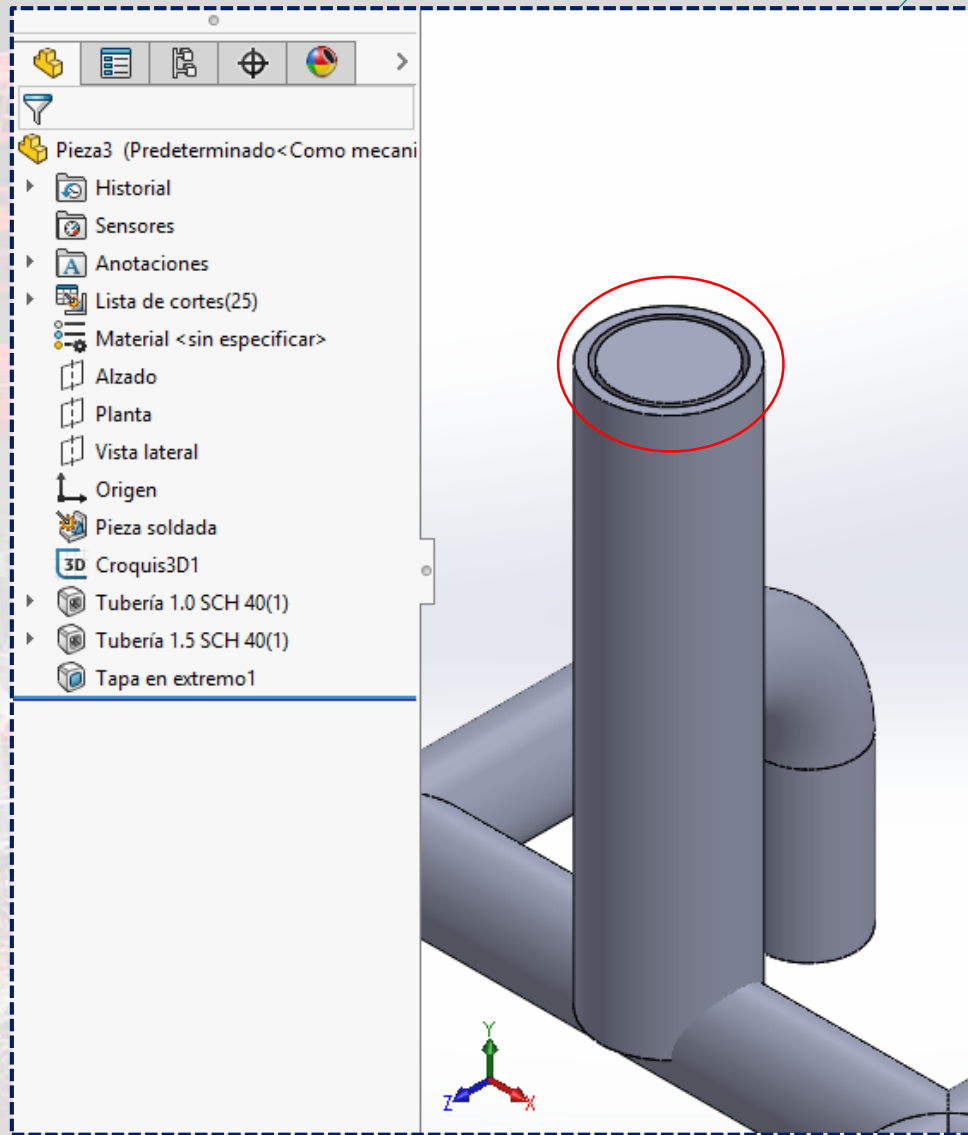 Pieza3 (Predeterminado<Como mecani
Historial
Sensores
A Anotaciones
Lista de cortes(25)
Material <sin especificar>
Alzado
Planta
Vista lateral
Origen
Pieza soldada
3D Croquis3D1
Tubería 1.0 SCH 40(1)
Tubería 1.5 SCH 40(1)
Tapa en extremo1
Y
Z X